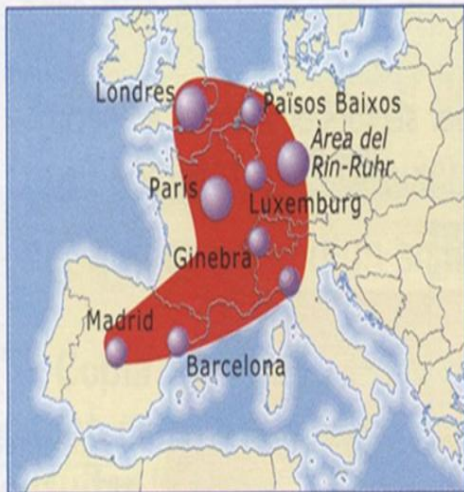 Londres
Països Baixos
Àrea del
Rin-Ruhr
París
Luxemburg
Ginebra
Madrid
Barcelona